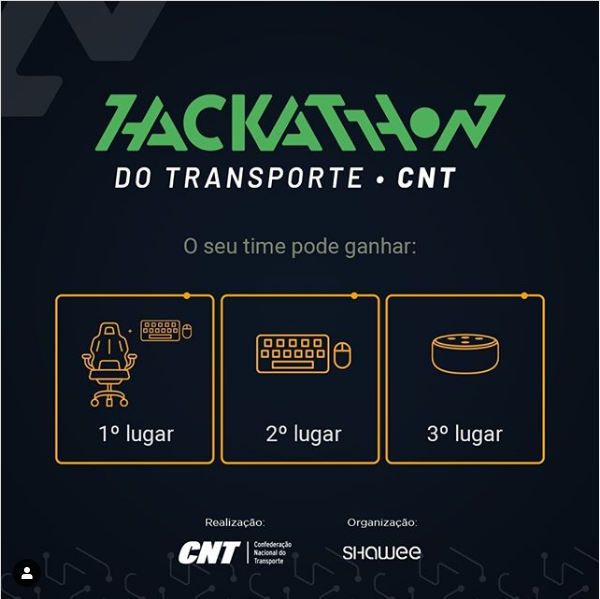 HACKATHON
DO TRANSPORTE • CNT
O seu time pode ganhar:
1º lugar
2º lugar
3º lugar
Realização:
Organização:
CNT
Confederação
Nacional do
Transporte
SHAWEE